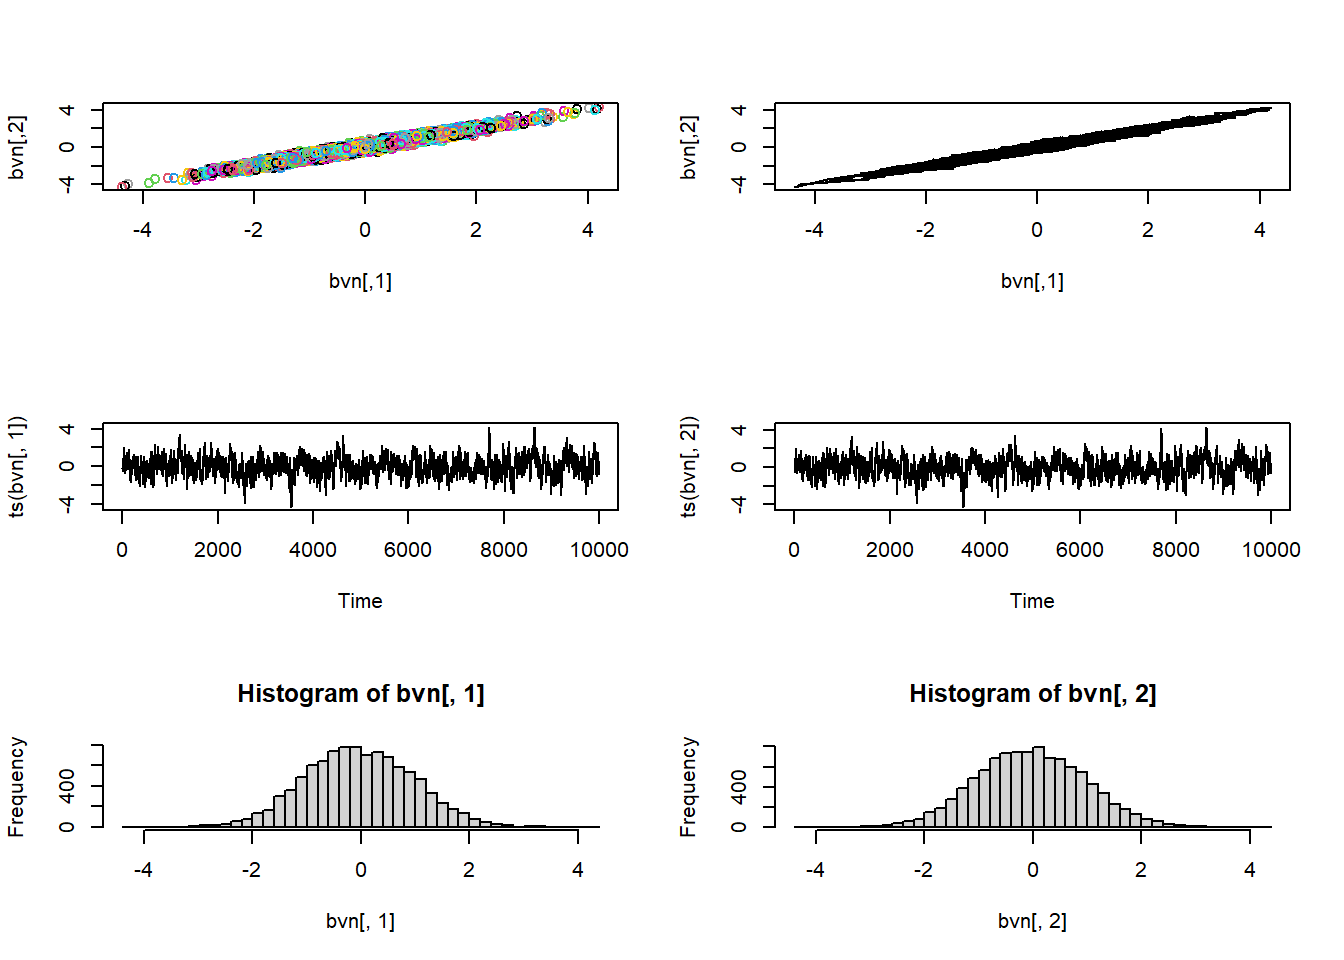 bvn[,2]
4
0
-4
-4 -2 0 2 4
bvn[,1]
bvn[,2]
4
0
-4
-4 -2 0 2 4
bvn[,1]
ts(bvn[, 1])
4
0
-4
0 2000 4000 6000 8000 10000
Time
ts(bvn[, 2])
4
0
-4
0 2000 4000 6000 8000 10000
Time
Histogram of bvn[, 1]
Frequency
400
0
-4 -2 0 2 4
bvn[, 1]
Histogram of bvn[, 2]
Frequency
400
0
-4 -2 0 2 4
bvn[, 2]